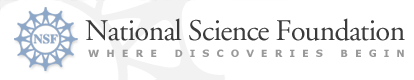 NSF
National Science Foundation
WHERE DISCOVERIES BEGIN